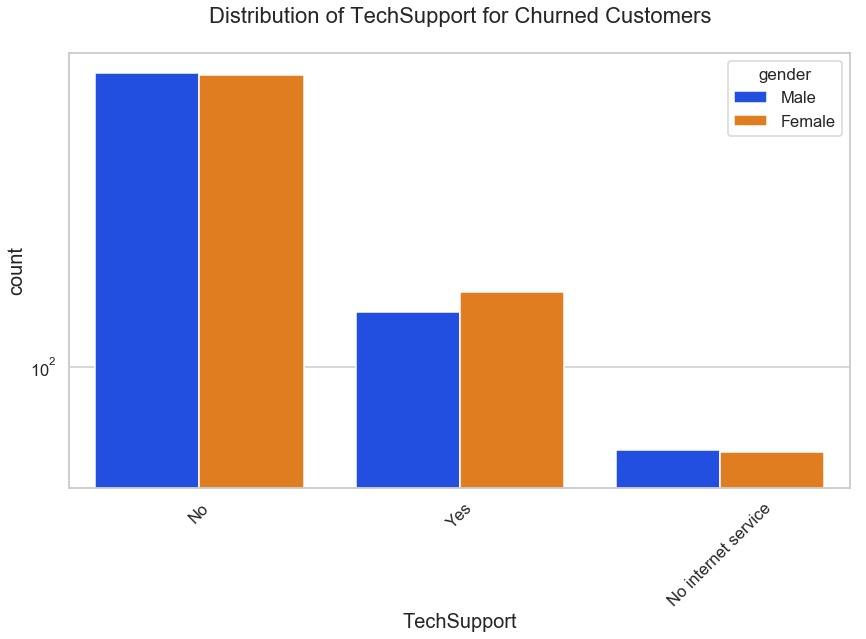 Distribution of TechSupport for Churned Customers
gender
Male
Female
count
10²
No
Yes
No internet service
TechSupport